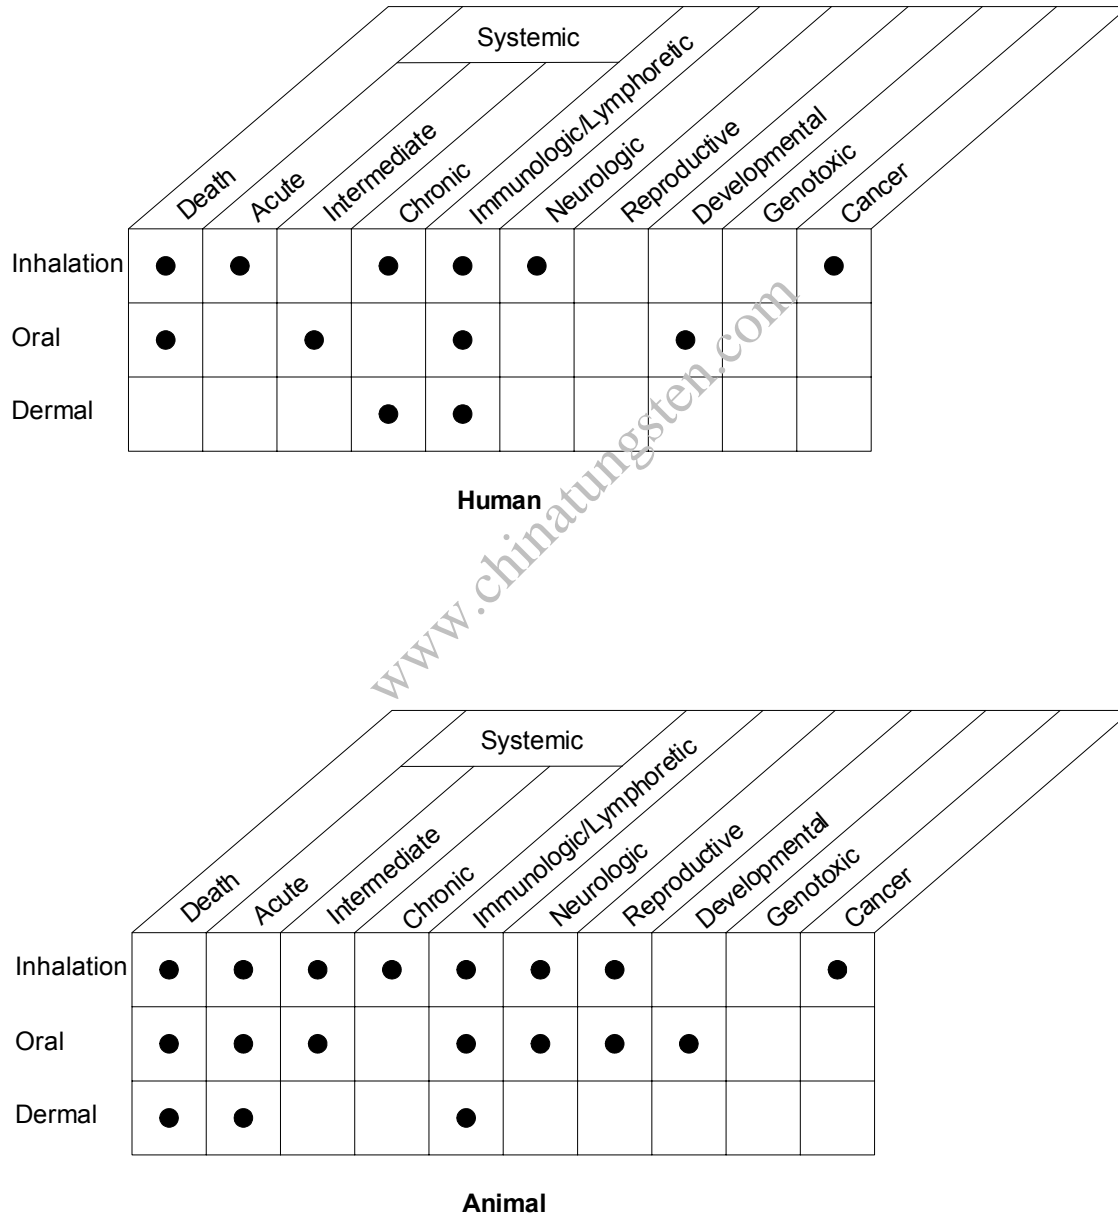 Systemic
Death
Acute
Intermediate
Chronic
Immunologic/Lymphoretic
Neurologic
Reproductive
Developmental
Genotoxic
Cancer
Inhalation
Oral
Dermal
Human
www.chinatungsten.com
Systemic
Death
Acute
Intermediate
Chronic
Immunologic/Lymphoretic
Neurologic
Reproductive
Developmental
Genotoxic
Cancer
Inhalation
Oral
Dermal
Animal